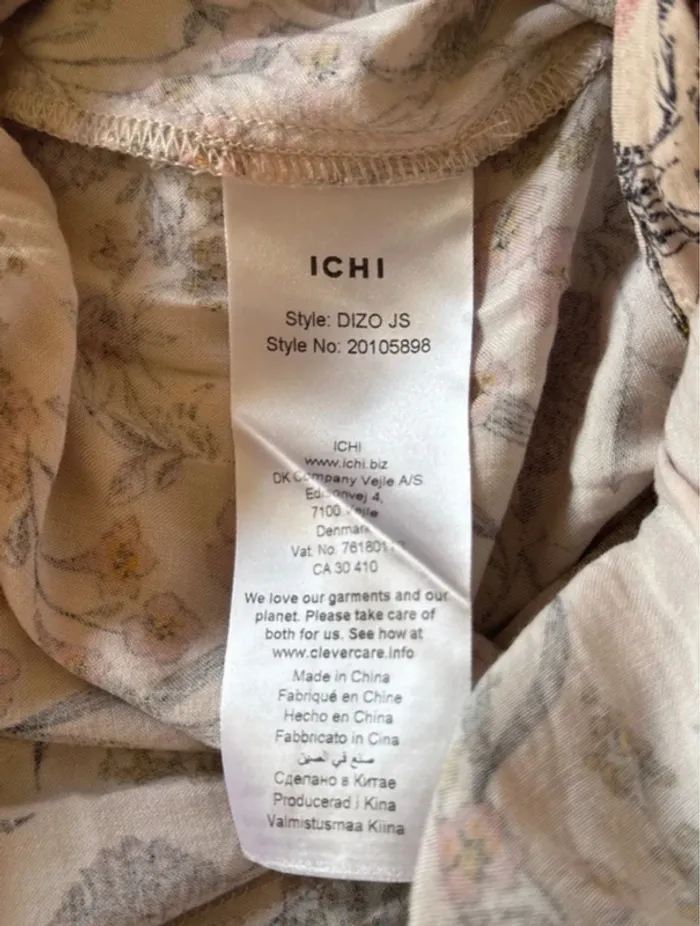 ICHI
Style: DIZO JS
Style No: 20105898
ICHI
www.ichi.biz
DK Company Vejle A/S
Edisonvej 4,
7100 Vejle
Denmark
Vat. No. 761801
CA 30 410
We love our garments and our
planet. Please take care of
both for us. See how at
www.clevercare.info
Made in China
Fabriqué en Chine
Hecho en China
Fabbricato in Cina
صنع في الصين
Сделано в Китае
Producerad i Kina
Valmistusmaa Kiina